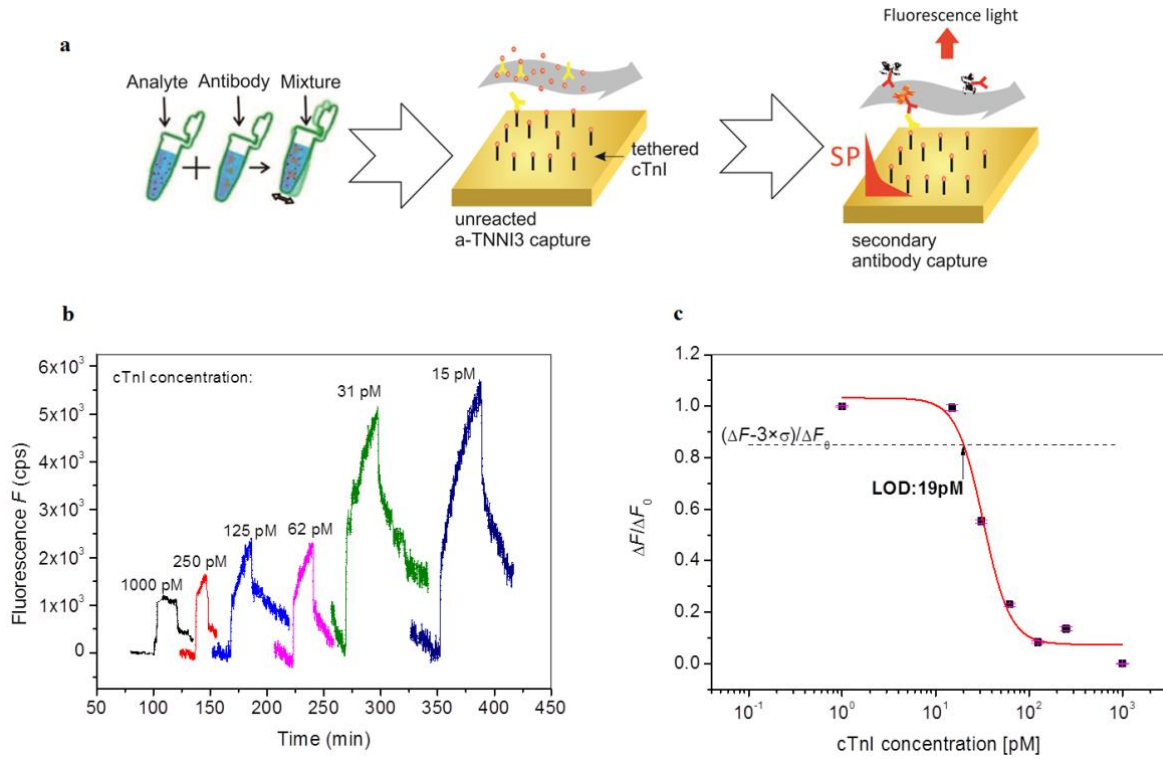 a
Analyte
Antibody
Mixture
unreacted
a-TNNI3 capture
tethered
cTnI
Fluorescence light
SP
secondary
antibody capture
b
cTnI concentration:
1000 pM
250 pM
125 pM
62 pM
31 pM
15 pM
6x10³
5x10³
4x10³
3x10³
2x10³
1x10³
0
Fluorescence F (cps)
50 100 150 200 250 300 350 400 450
Time (min)
c
1.2
1.0
0.8
0.6
0.4
0.2
0.0
ΔF/ΔF₀
(ΔF-3×σ)/ΔF₀
LOD:19pM
10⁻¹ 10⁰ 10¹ 10² 10³
cTnI concentration [pM]